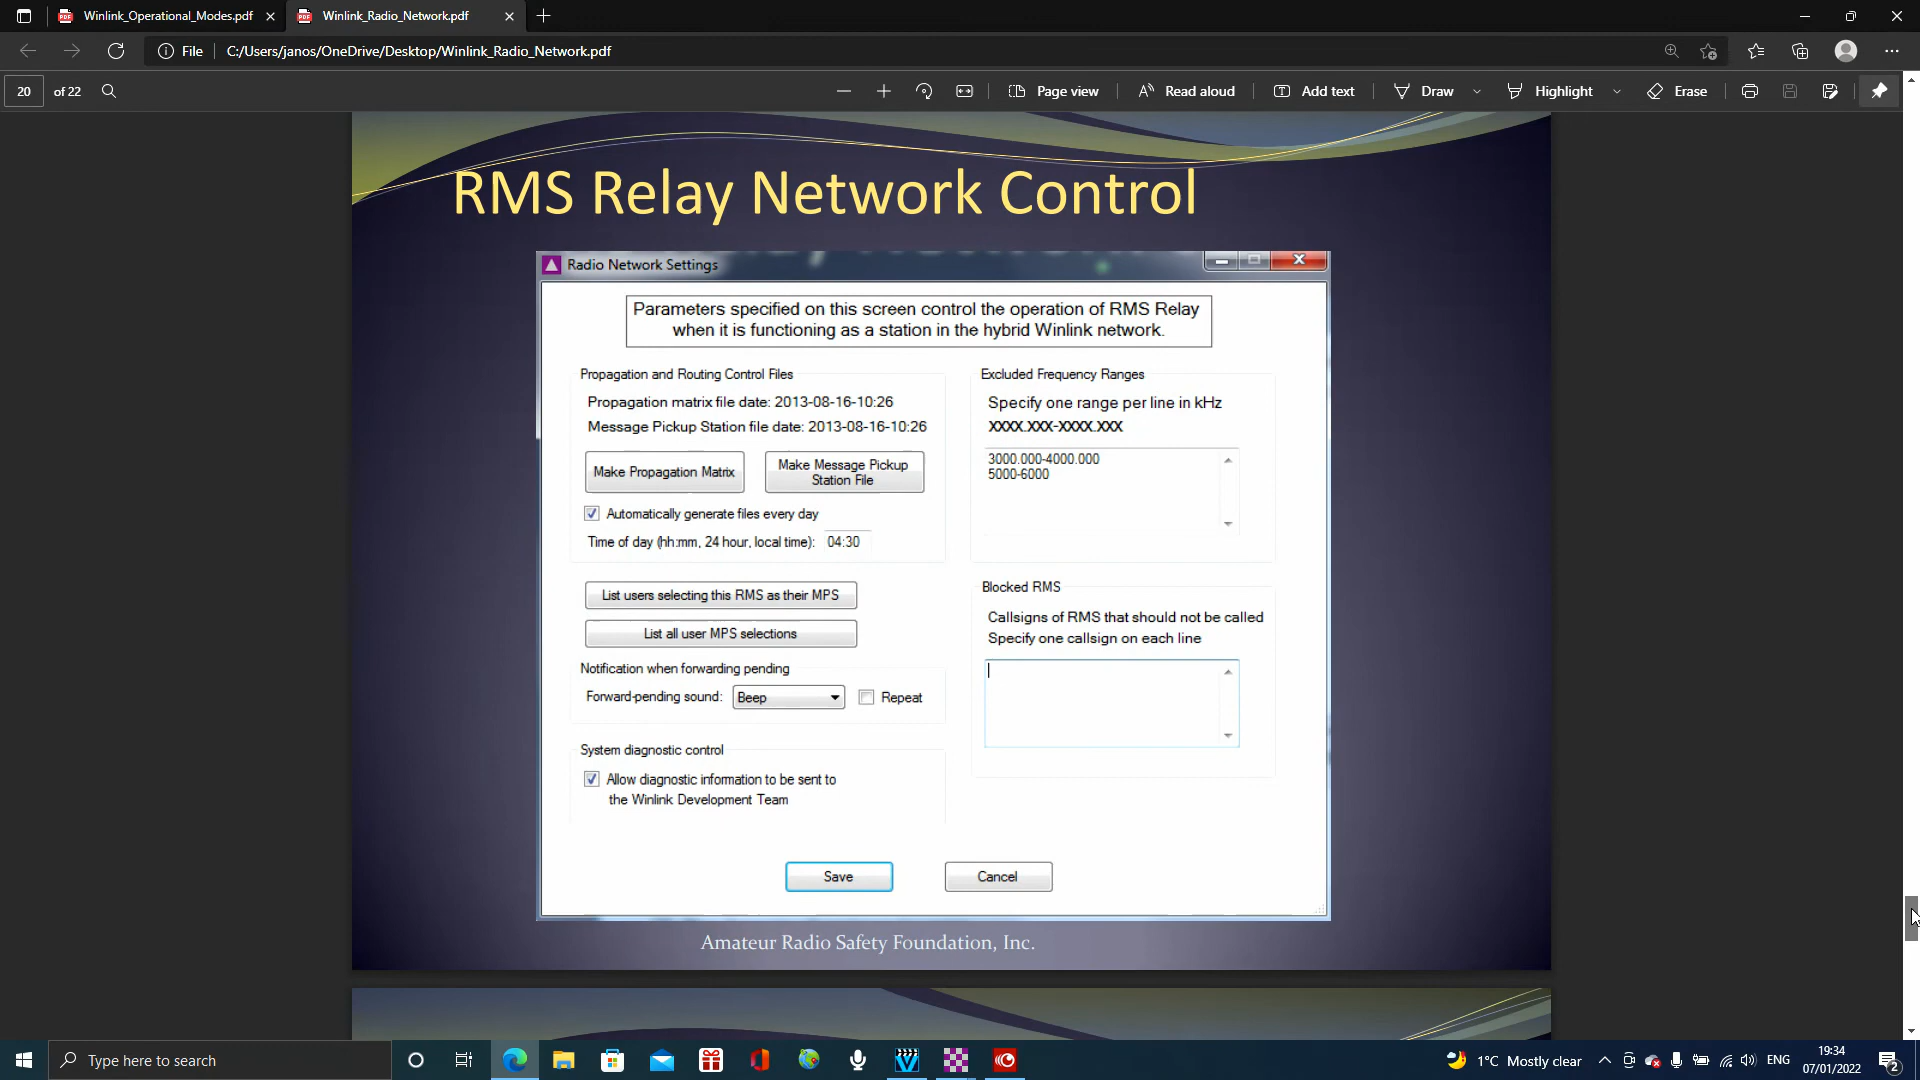 Winlink_Operational_Modes.pdf
Winlink_Radio_Network.pdf
File
C:/Users/janos/OneDrive/Desktop/Winlink_Radio_Network.pdf
20 of 22
Page view
Read aloud
Add text
Draw
Highlight
Erase
RMS Relay Network Control
Radio Network Settings
Parameters specified on this screen control the operation of RMS Relay
when it is functioning as a station in the hybrid Winlink network.
Propagation and Routing Control Files
Propagation matrix file date: 2013-08-16-10:26
Message Pickup Station file date: 2013-08-16-10:26
Make Propagation Matrix
Make Message Pickup
Station File
Automatically generate files every day
Time of day (hh:mm, 24 hour, local time): 04:30
List users selecting this RMS as their MPS
List all user MPS selections
Notification when forwarding pending
Forward-pending sound: Beep
Repeat
System diagnostic control
Allow diagnostic information to be sent to
the Winlink Development Team
Excluded Frequency Ranges
Specify one range per line in kHz
XXXX.XXX-XXXX.XXX
3000.000-4000.000
5000-6000
Blocked RMS
Callsigns of RMS that should not be called
Specify one callsign on each line
Save
Cancel
Amateur Radio Safety Foundation, Inc.
Type here to search
1°C Mostly clear
ENG
19:34
07/01/2022
2